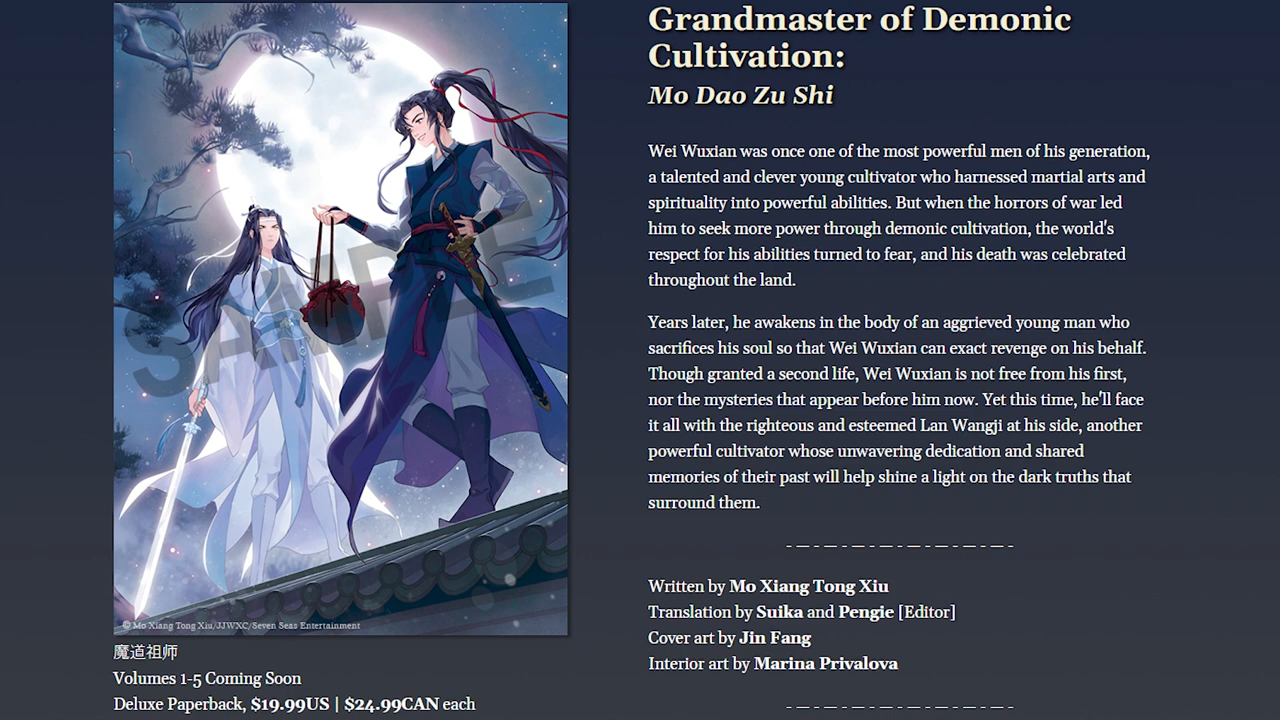 SAMPLE
© Mo Xiang Tong Xiu/JJWXC/Seven Seas Entertainment
魔道祖师
Volumes 1-5 Coming Soon
Deluxe Paperback, $19.99US | $24.99CAN each
Grandmaster of Demonic
Cultivation:
Mo Dao Zu Shi
Wei Wuxian was once one of the most powerful men of his generation,
a talented and clever young cultivator who harnessed martial arts and
spirituality into powerful abilities. But when the horrors of war led
him to seek more power through demonic cultivation, the world's
respect for his abilities turned to fear, and his death was celebrated
throughout the land.
Years later, he awakens in the body of an aggrieved young man who
sacrifices his soul so that Wei Wuxian can exact revenge on his behalf.
Though granted a second life, Wei Wuxian is not free from his first,
nor the mysteries that appear before him now. Yet this time, he'll face
it all with the righteous and esteemed Lan Wangji at his side, another
powerful cultivator whose unwavering dedication and shared
memories of their past will help shine a light on the dark truths that
surround them.
Written by Mo Xiang Tong Xiu
Translation by Suika and Pengie [Editor]
Cover art by Jin Fang
Interior art by Marina Privalova